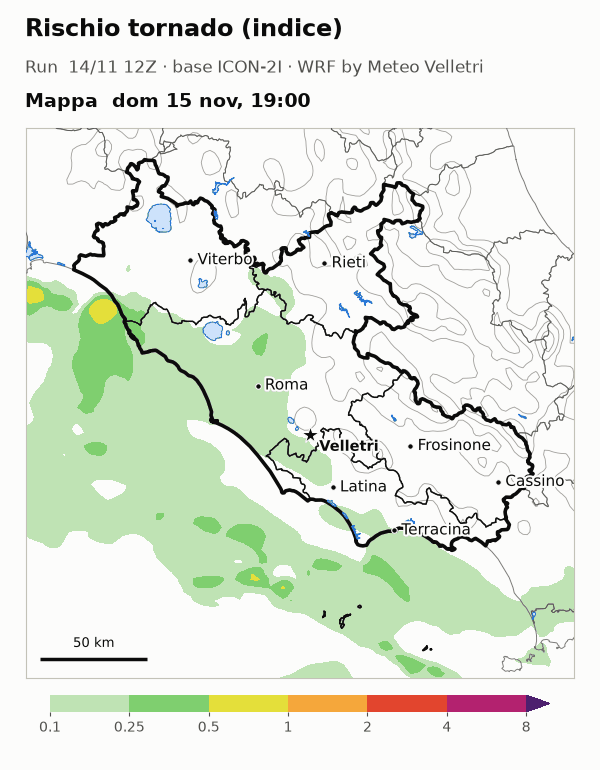 Rischio tornado (indice)
Run  14/11 12Z · base ICON-2I · WRF by Meteo Velletri
Mappa  dom 15 nov, 19:00
Viterbo
Rieti
Roma
Velletri
Frosinone
Cassino
Latina
Terracina
50 km
0.1 0.25 0.5 1 2 4 8